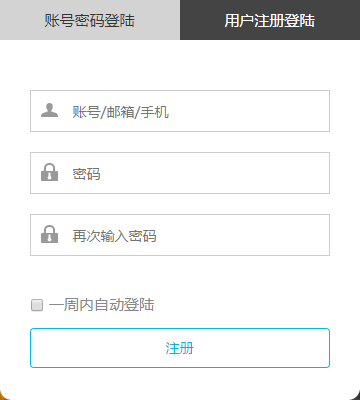 账号密码登陆
用户注册登陆
账号/邮箱/手机
密码
再次输入密码
一周内自动登陆
注册